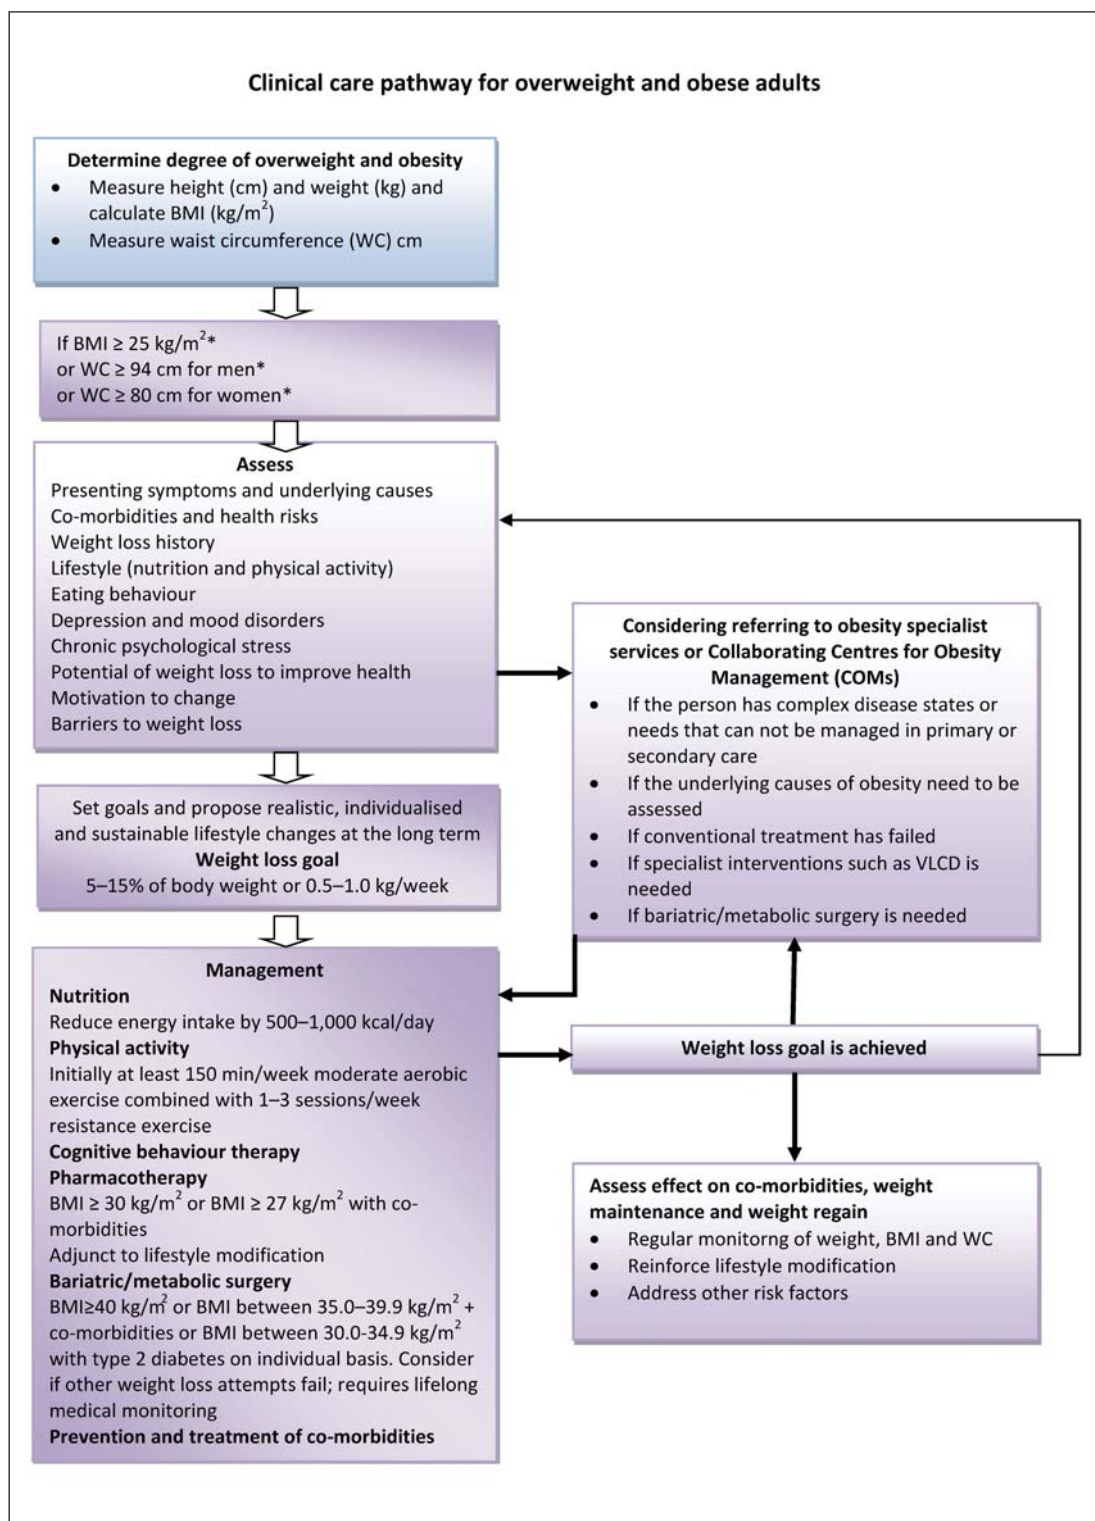 Clinical care pathway for overweight and obese adults
Determine degree of overweight and obesity
• Measure height (cm) and weight (kg) and
calculate BMI (kg/m²)
• Measure waist circumference (WC) cm
If BMI ≥ 25 kg/m²*
or WC ≥ 94 cm for men*
or WC ≥ 80 cm for women*
Assess
Presenting symptoms and underlying causes
Co-morbidities and health risks
Weight loss history
Lifestyle (nutrition and physical activity)
Eating behaviour
Depression and mood disorders
Chronic psychological stress
Potential of weight loss to improve health
Motivation to change
Barriers to weight loss
Considering referring to obesity specialist
services or Collaborating Centres for Obesity
Management (COMs)
• If the person has complex disease states or
needs that can not be managed in primary or
secondary care
• If the underlying causes of obesity need to be
assessed
• If conventional treatment has failed
• If specialist interventions such as VLCD is
needed
• If bariatric/metabolic surgery is needed
Set goals and propose realistic, individualised
and sustainable lifestyle changes at the long term
Weight loss goal
5–15% of body weight or 0.5–1.0 kg/week
Management
Nutrition
Reduce energy intake by 500–1,000 kcal/day
Physical activity
Initially at least 150 min/week moderate aerobic
exercise combined with 1–3 sessions/week
resistance exercise
Cognitive behaviour therapy
Pharmacotherapy
BMI ≥ 30 kg/m² or BMI ≥ 27 kg/m² with co-
morbidities
Adjunct to lifestyle modification
Bariatric/metabolic surgery
BMI≥40 kg/m² or BMI between 35.0–39.9 kg/m² +
co-morbidities or BMI between 30.0-34.9 kg/m²
with type 2 diabetes on individual basis. Consider
if other weight loss attempts fail; requires lifelong
medical monitoring
Prevention and treatment of co-morbidities
Weight loss goal is achieved
Assess effect on co-morbidities, weight
maintenance and weight regain
• Regular monitorng of weight, BMI and WC
• Reinforce lifestyle modification
• Address other risk factors